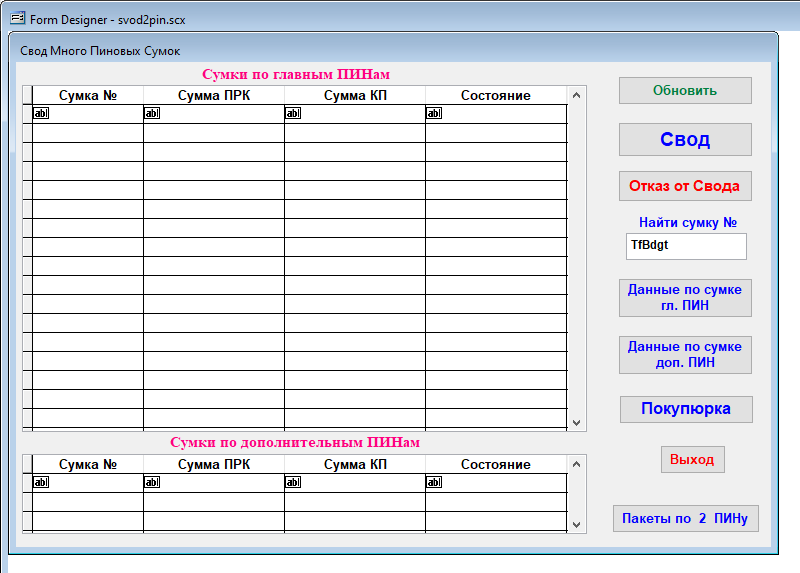 Form Designer - svod2pin.scx
Свод Много Пиновых Сумок
Сумки по главным ПИНам
Сумка № Сумма ПРК Сумма КП Состояние
abl abl abl abl
Обновить
Свод
Отказ от Свода
Найти сумку №
TfBdgt
Данные по сумке
гл. ПИН
Данные по сумке
доп. ПИН
Покупюрка
Сумки по дополнительным ПИНам
Сумка № Сумма ПРК Сумма КП Состояние
abl abl abl abl
Выход
Пакеты по 2 ПИНу